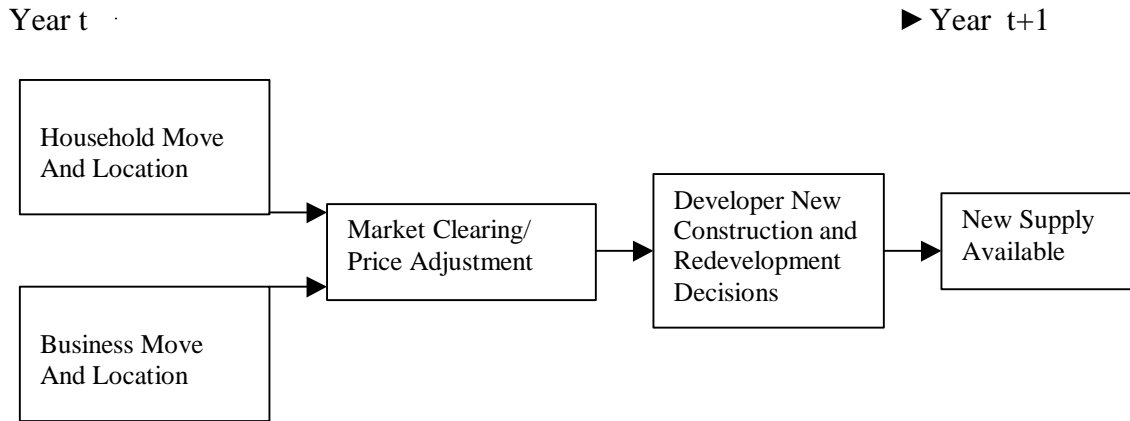 Year t
► Year t+1
Household Move
And Location
Business Move
And Location
Market Clearing/
Price Adjustment
Developer New
Construction and
Redevelopment
Decisions
New Supply
Available